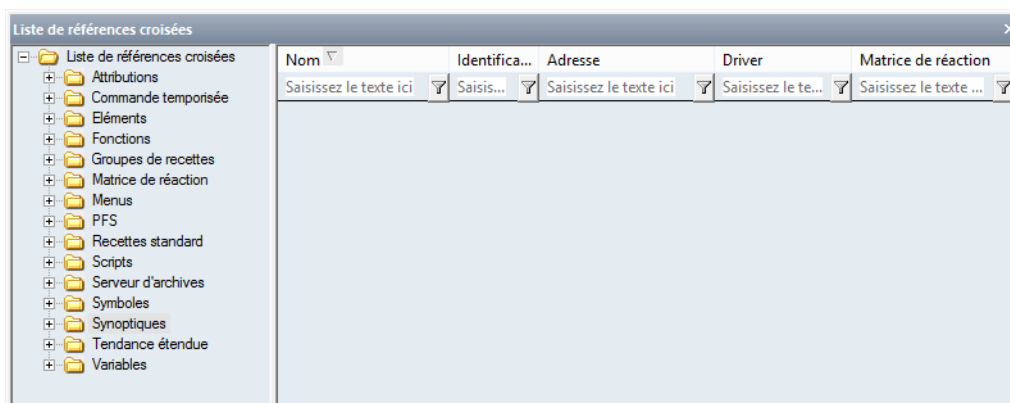 Liste de références croisées
Liste de références croisées
Attributions
Commande temporisée
Eléments
Fonctions
Groupes de recettes
Matrice de réaction
Menus
PFS
Recettes standard
Scripts
Serveur d'archives
Symboles
Synoptiques
Tendance étendue
Variables
Nom Identifica... Adresse Driver Matrice de réaction
Saisissez le texte ici Saisis... Saisissez le texte ici Saisissez le te... Saisissez le texte ...